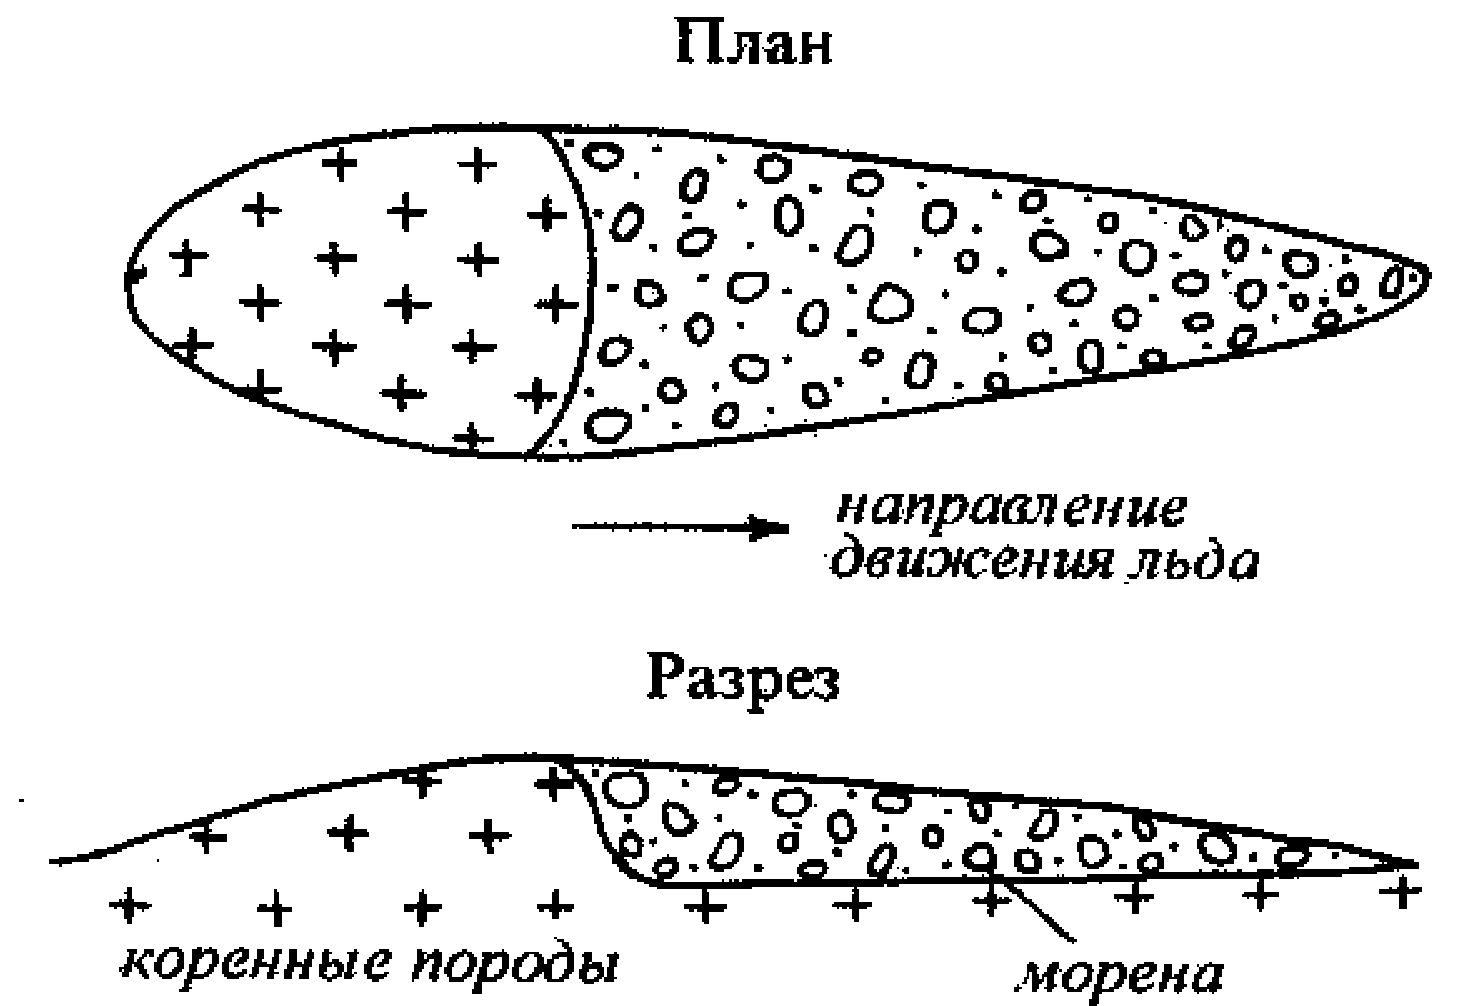 План
направление
движения льда
Разрез
коренные породы
морена